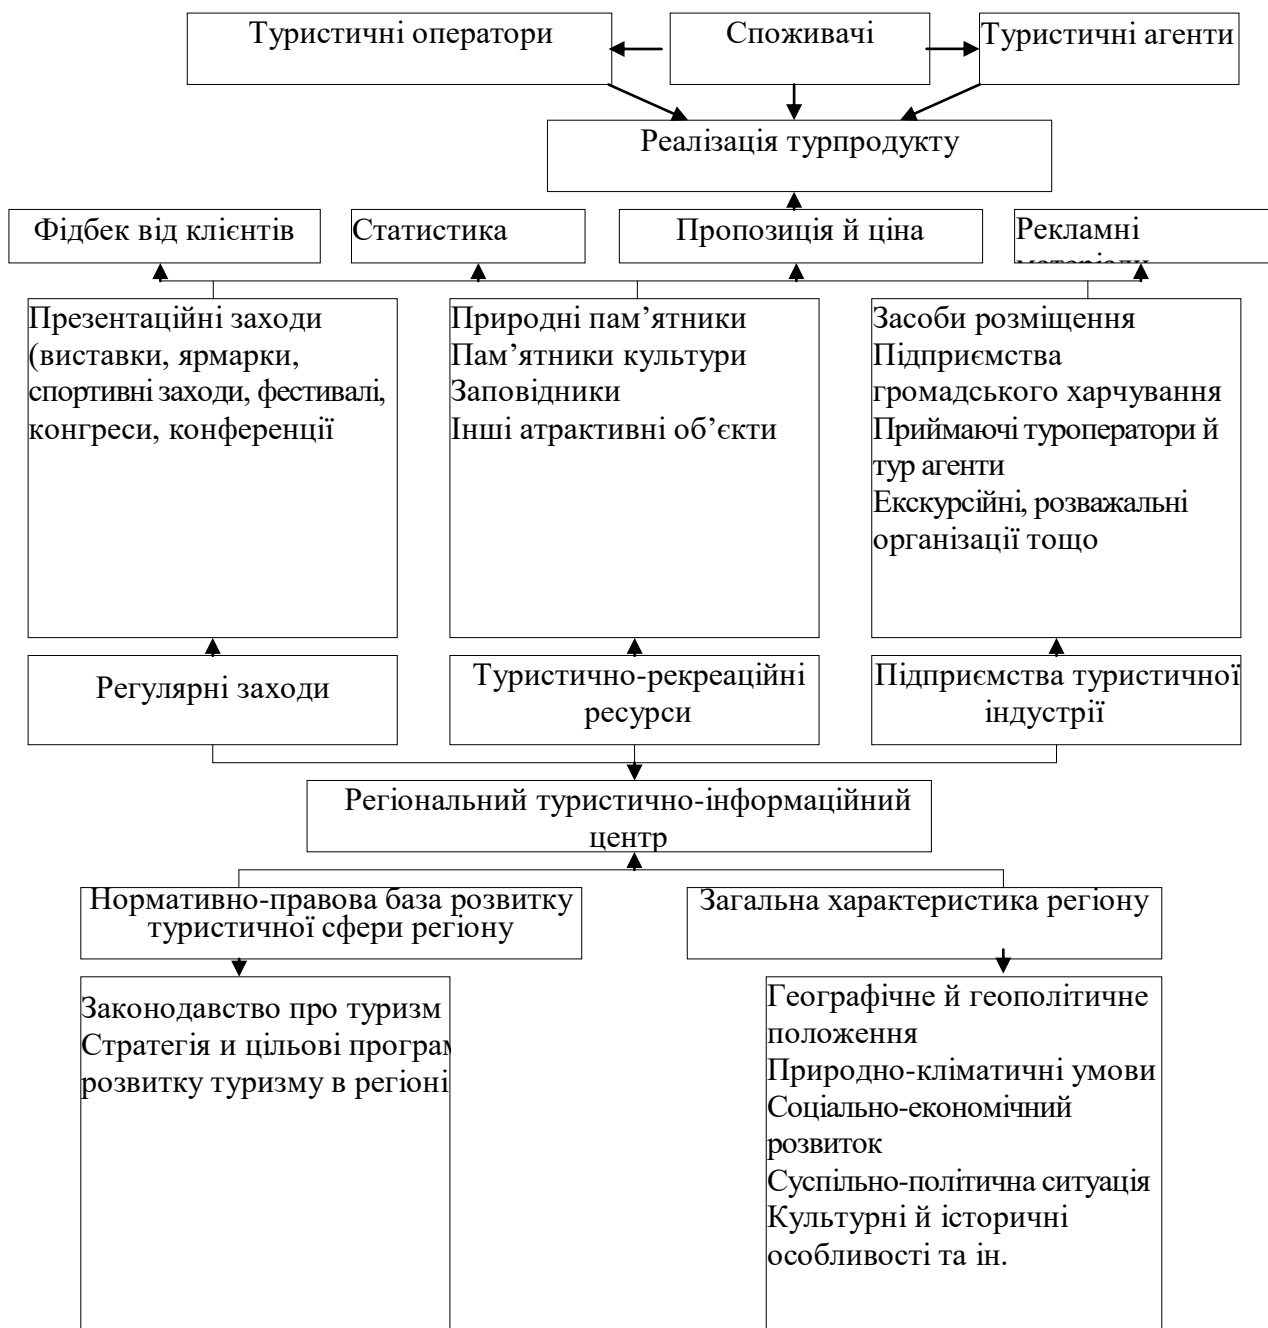 Туристичні оператори
Споживачі
Туристичні агенти
Реалізація турпродукту
Фідбек від клієнтів
Статистика
Пропозиція й ціна
Рекламні
Презентаційні заходи
(виставки, ярмарки,
спортивні заходи, фестивалі,
конгреси, конференції
Природні пам’ятники
Пам’ятники культури
Заповідники
Інші атрактивні об’єкти
Засоби розміщення
Підприємства
громадського харчування
Приймаючі туроператори й
тур агенти
Екскурсійні, розважальні
організації тощо
Регулярні заходи
Туристично-рекреаційні
ресурси
Підприємства туристичної
індустрії
Регіональний туристично-інформаційний
центр
Нормативно-правова база розвитку
туристичної сфери регіону
Загальна характеристика регіону
Законодавство про туризм
Стратегія и цільові програм
розвитку туризму в регіоні
Географічне й геополітичне
положення
Природно-кліматичні умови
Соціально-економічний
розвиток
Суспільно-політична ситуація
Культурні й історичні
особливості та ін.